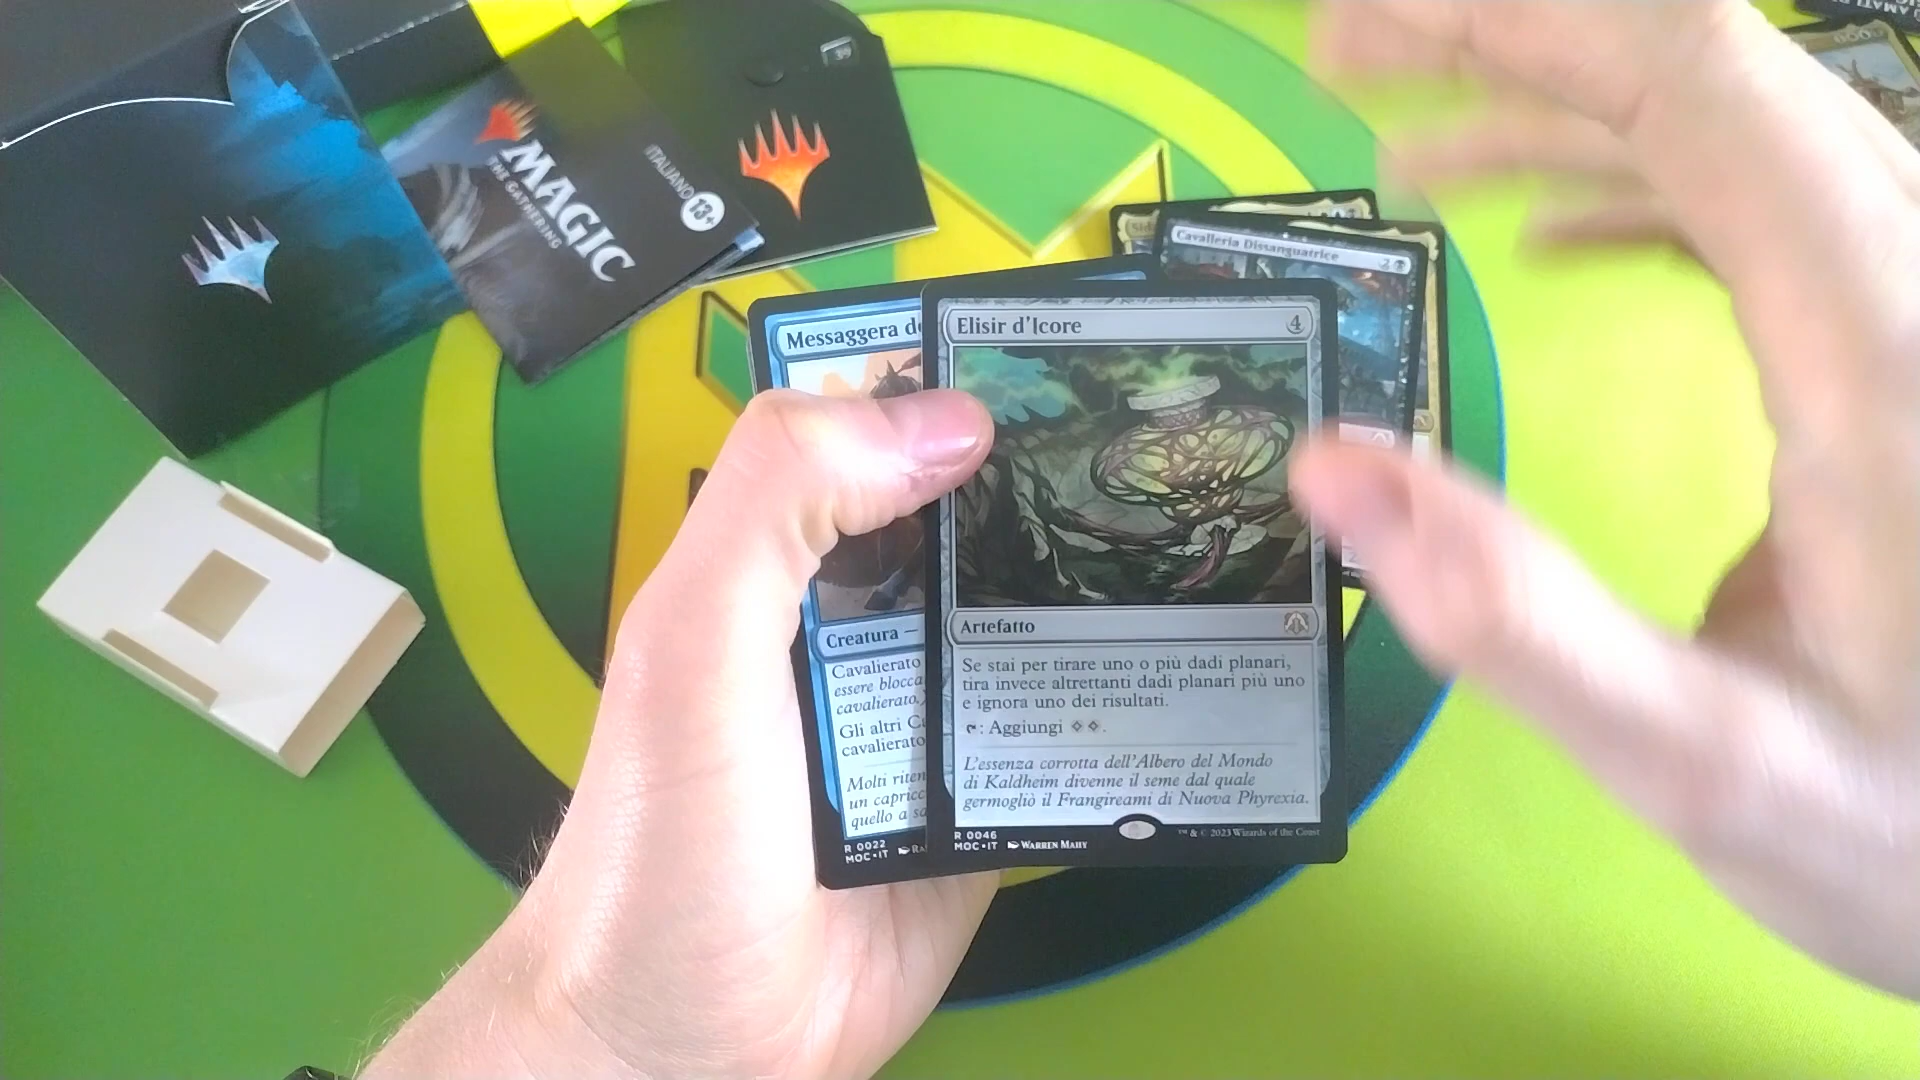 MAGIC
THE GATHERING
ITALIANO
13+
39
Cavalleria Dissanguatrice
2
Messaggera
Creatura —
Cavalierato
essere blocca
cavalierato.
Gli altri
cavalierato
Molti riten
un capricc
quello a
R 0022
MOC • IT
Elisir d'Icore
4
Artefatto
Se stai per tirare uno o più dadi planari,
tira invece altrettanti dadi planari più uno
e ignora uno dei risultati.
: Aggiungi
L'essenza corrotta dell'Albero del Mondo
di Kaldheim divenne il seme dal quale
germogliò il Frangireami di Nuova Phyrexia.
R 0046
MOC • IT WARREN MAHY
™ & © 2023 Wizards of the Coast